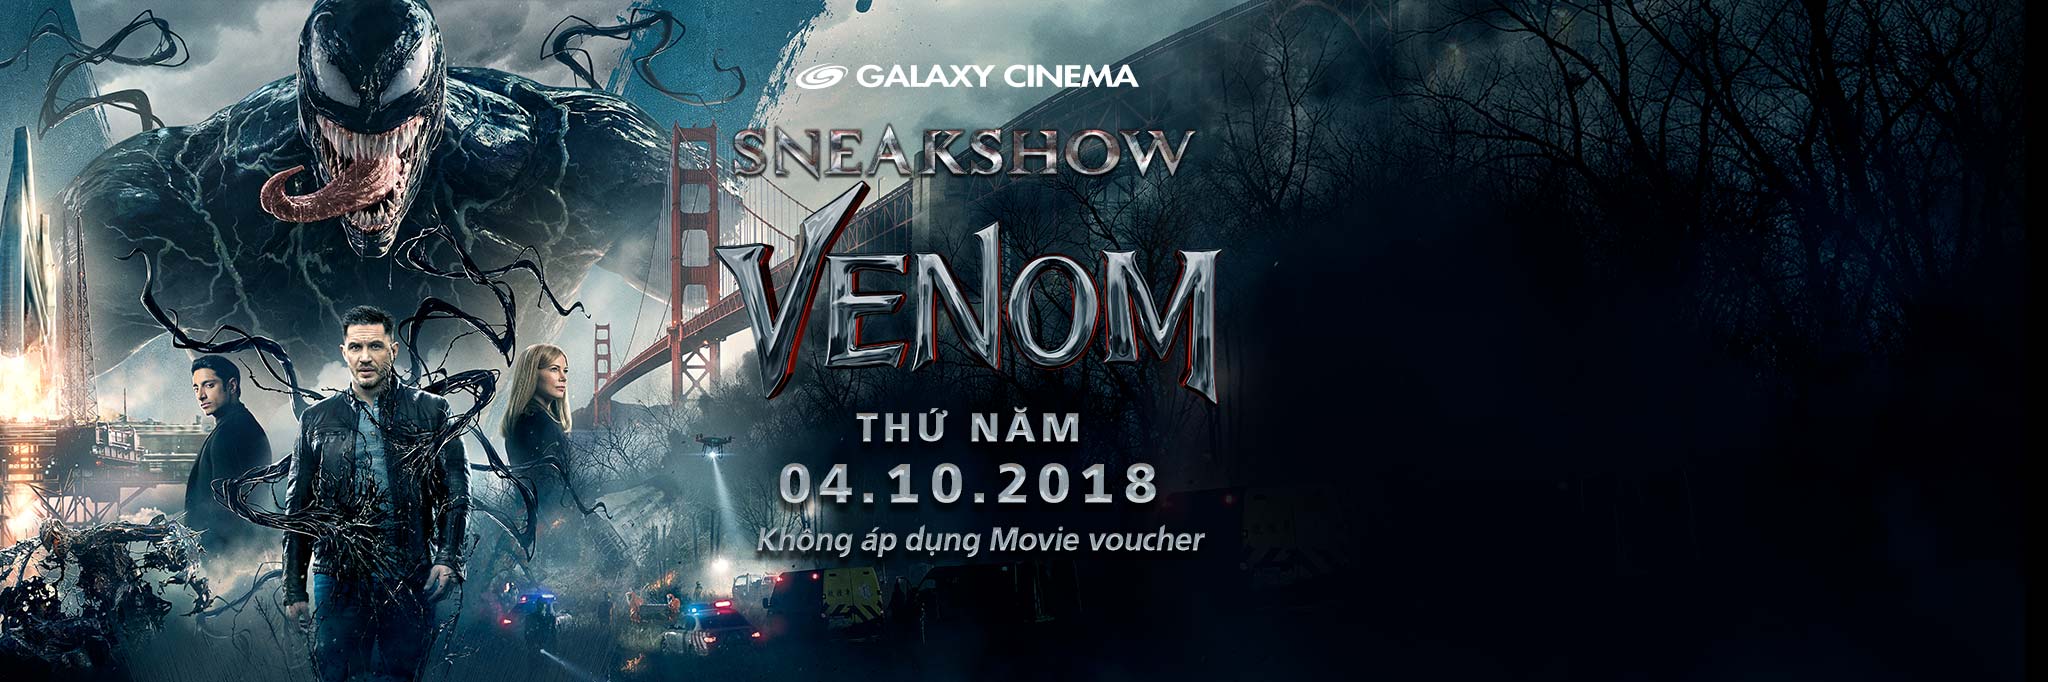 GALAXY CINEMA
SNEAKSHOW
VENOM
THỨ NĂM
04.10.2018
Không áp dụng Movie voucher